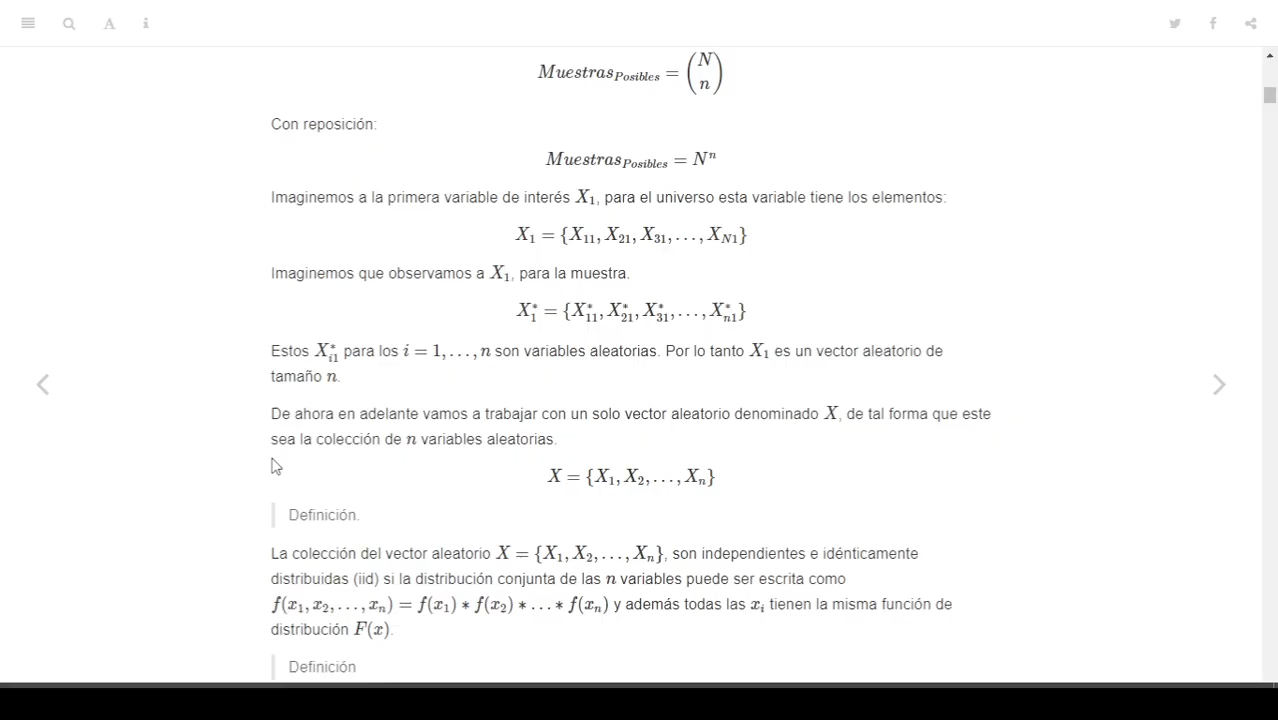 Muestras_{Posibles} = \binom{N}{n}
Con reposición:
Muestras_{Posibles} = N^n
Imaginemos a la primera variable de interés X_1, para el universo esta variable tiene los elementos:
X_1 = {X_{11}, X_{21}, X_{31}, ..., X_{N1}}
Imaginemos que observamos a X_1, para la muestra.
X_1^* = {X_{11}^*, X_{21}^*, X_{31}^*, ..., X_{n1}^*}
Estos X_{i1}^* para los i = 1, ..., n son variables aleatorias. Por lo tanto X_1 es un vector aleatorio de
tamaño n.
De ahora en adelante vamos a trabajar con un solo vector aleatorio denominado X, de tal forma que este
sea la colección de n variables aleatorias.
X = {X_1, X_2, ..., X_n}
Definición.
La colección del vector aleatorio X = {X_1, X_2, ..., X_n}, son independientes e idénticamente
distribuidas (iid) si la distribución conjunta de las n variables puede ser escrita como
f(x_1, x_2, ..., x_n) = f(x_1) * f(x_2) * ... * f(x_n) y además todas las x_i tienen la misma función de
distribución F(x).
Definición